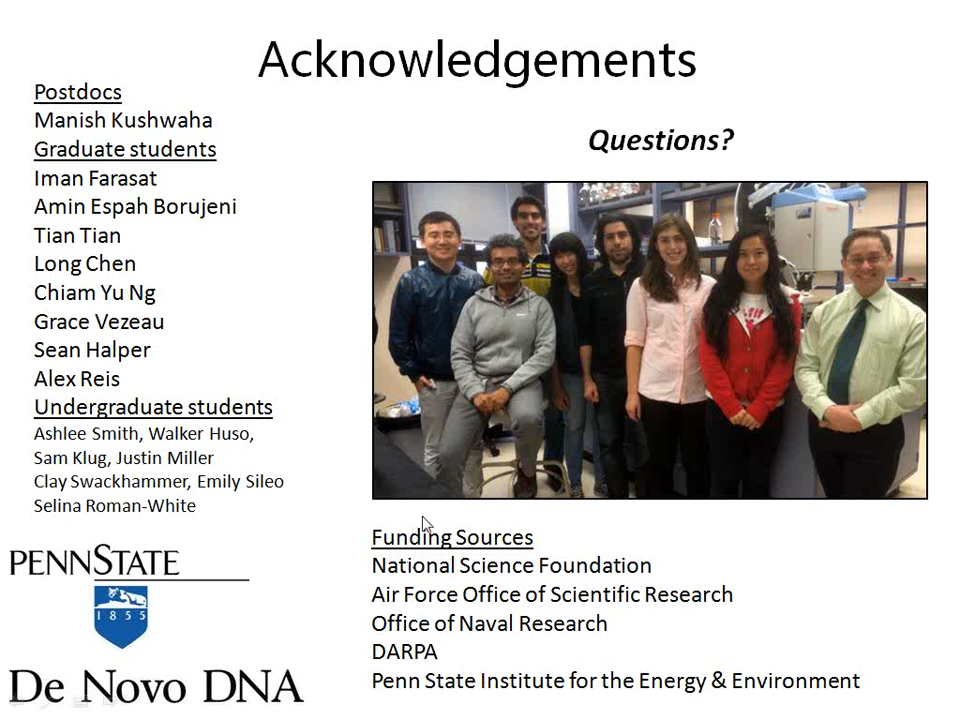 Acknowledgements
Postdocs
Manish Kushwaha
Graduate students
Iman Farasat
Amin Espah Borujeni
Tian Tian
Long Chen
Chiam Yu Ng
Grace Vezeau
Sean Halper
Alex Reis
Undergraduate students
Ashlee Smith, Walker Huso,
Sam Klug, Justin Miller
Clay Swackhammer, Emily Sileo
Selina Roman-White
PENNSTATE
1855
De Novo DNA
Questions?
Funding Sources
National Science Foundation
Air Force Office of Scientific Research
Office of Naval Research
DARPA
Penn State Institute for the Energy & Environment